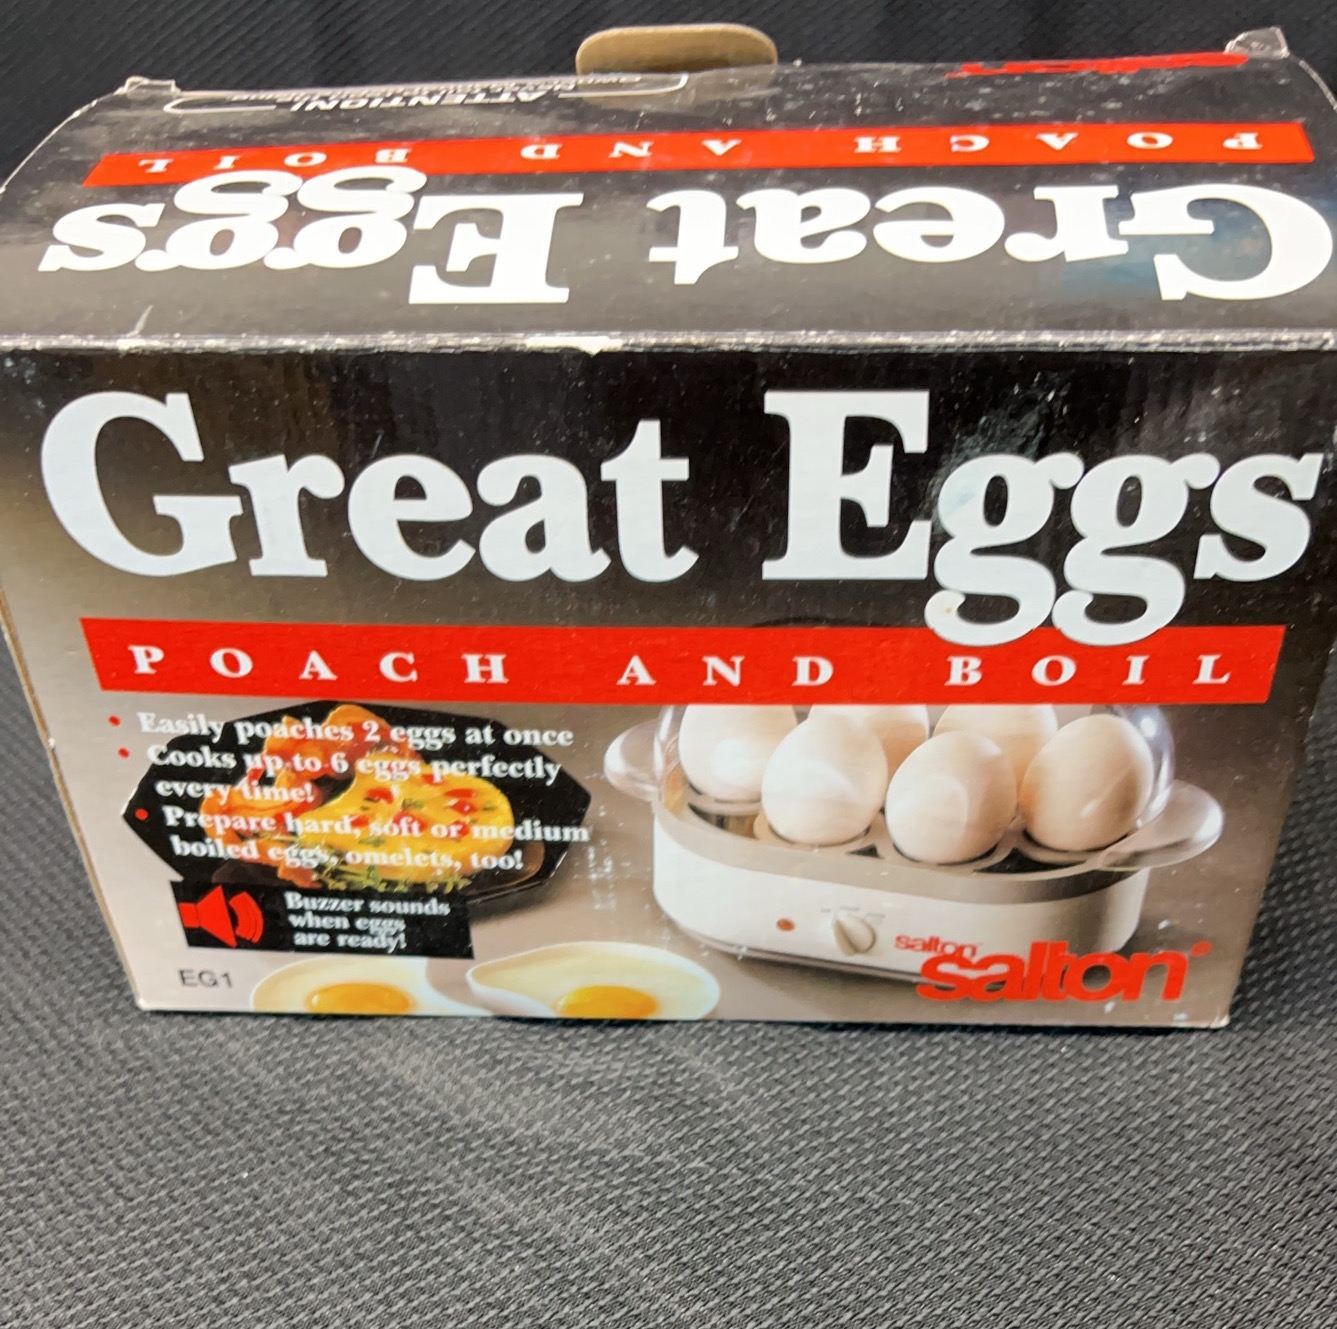 ATTENTION!
salton
POACH AND BOIL
Great Eggs
Great Eggs
POACH AND BOIL
• Easily poaches 2 eggs at once
• Cooks up to 6 eggs perfectly
every time!
• Prepare hard, soft or medium
boiled eggs, omelets, too!
Buzzer sounds
when eggs
are ready!
EG1
salton
salton®